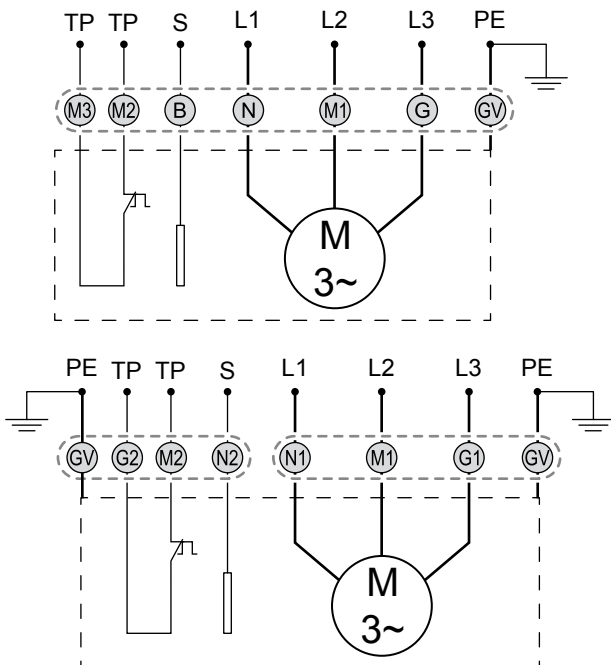 TP TP S L1 L2 L3 PE
M3 M2 B N M1 G GV
M
3~
PE TP TP S L1 L2 L3 PE
GV G2 M2 N2 N1 M1 G1 GV
M
3~